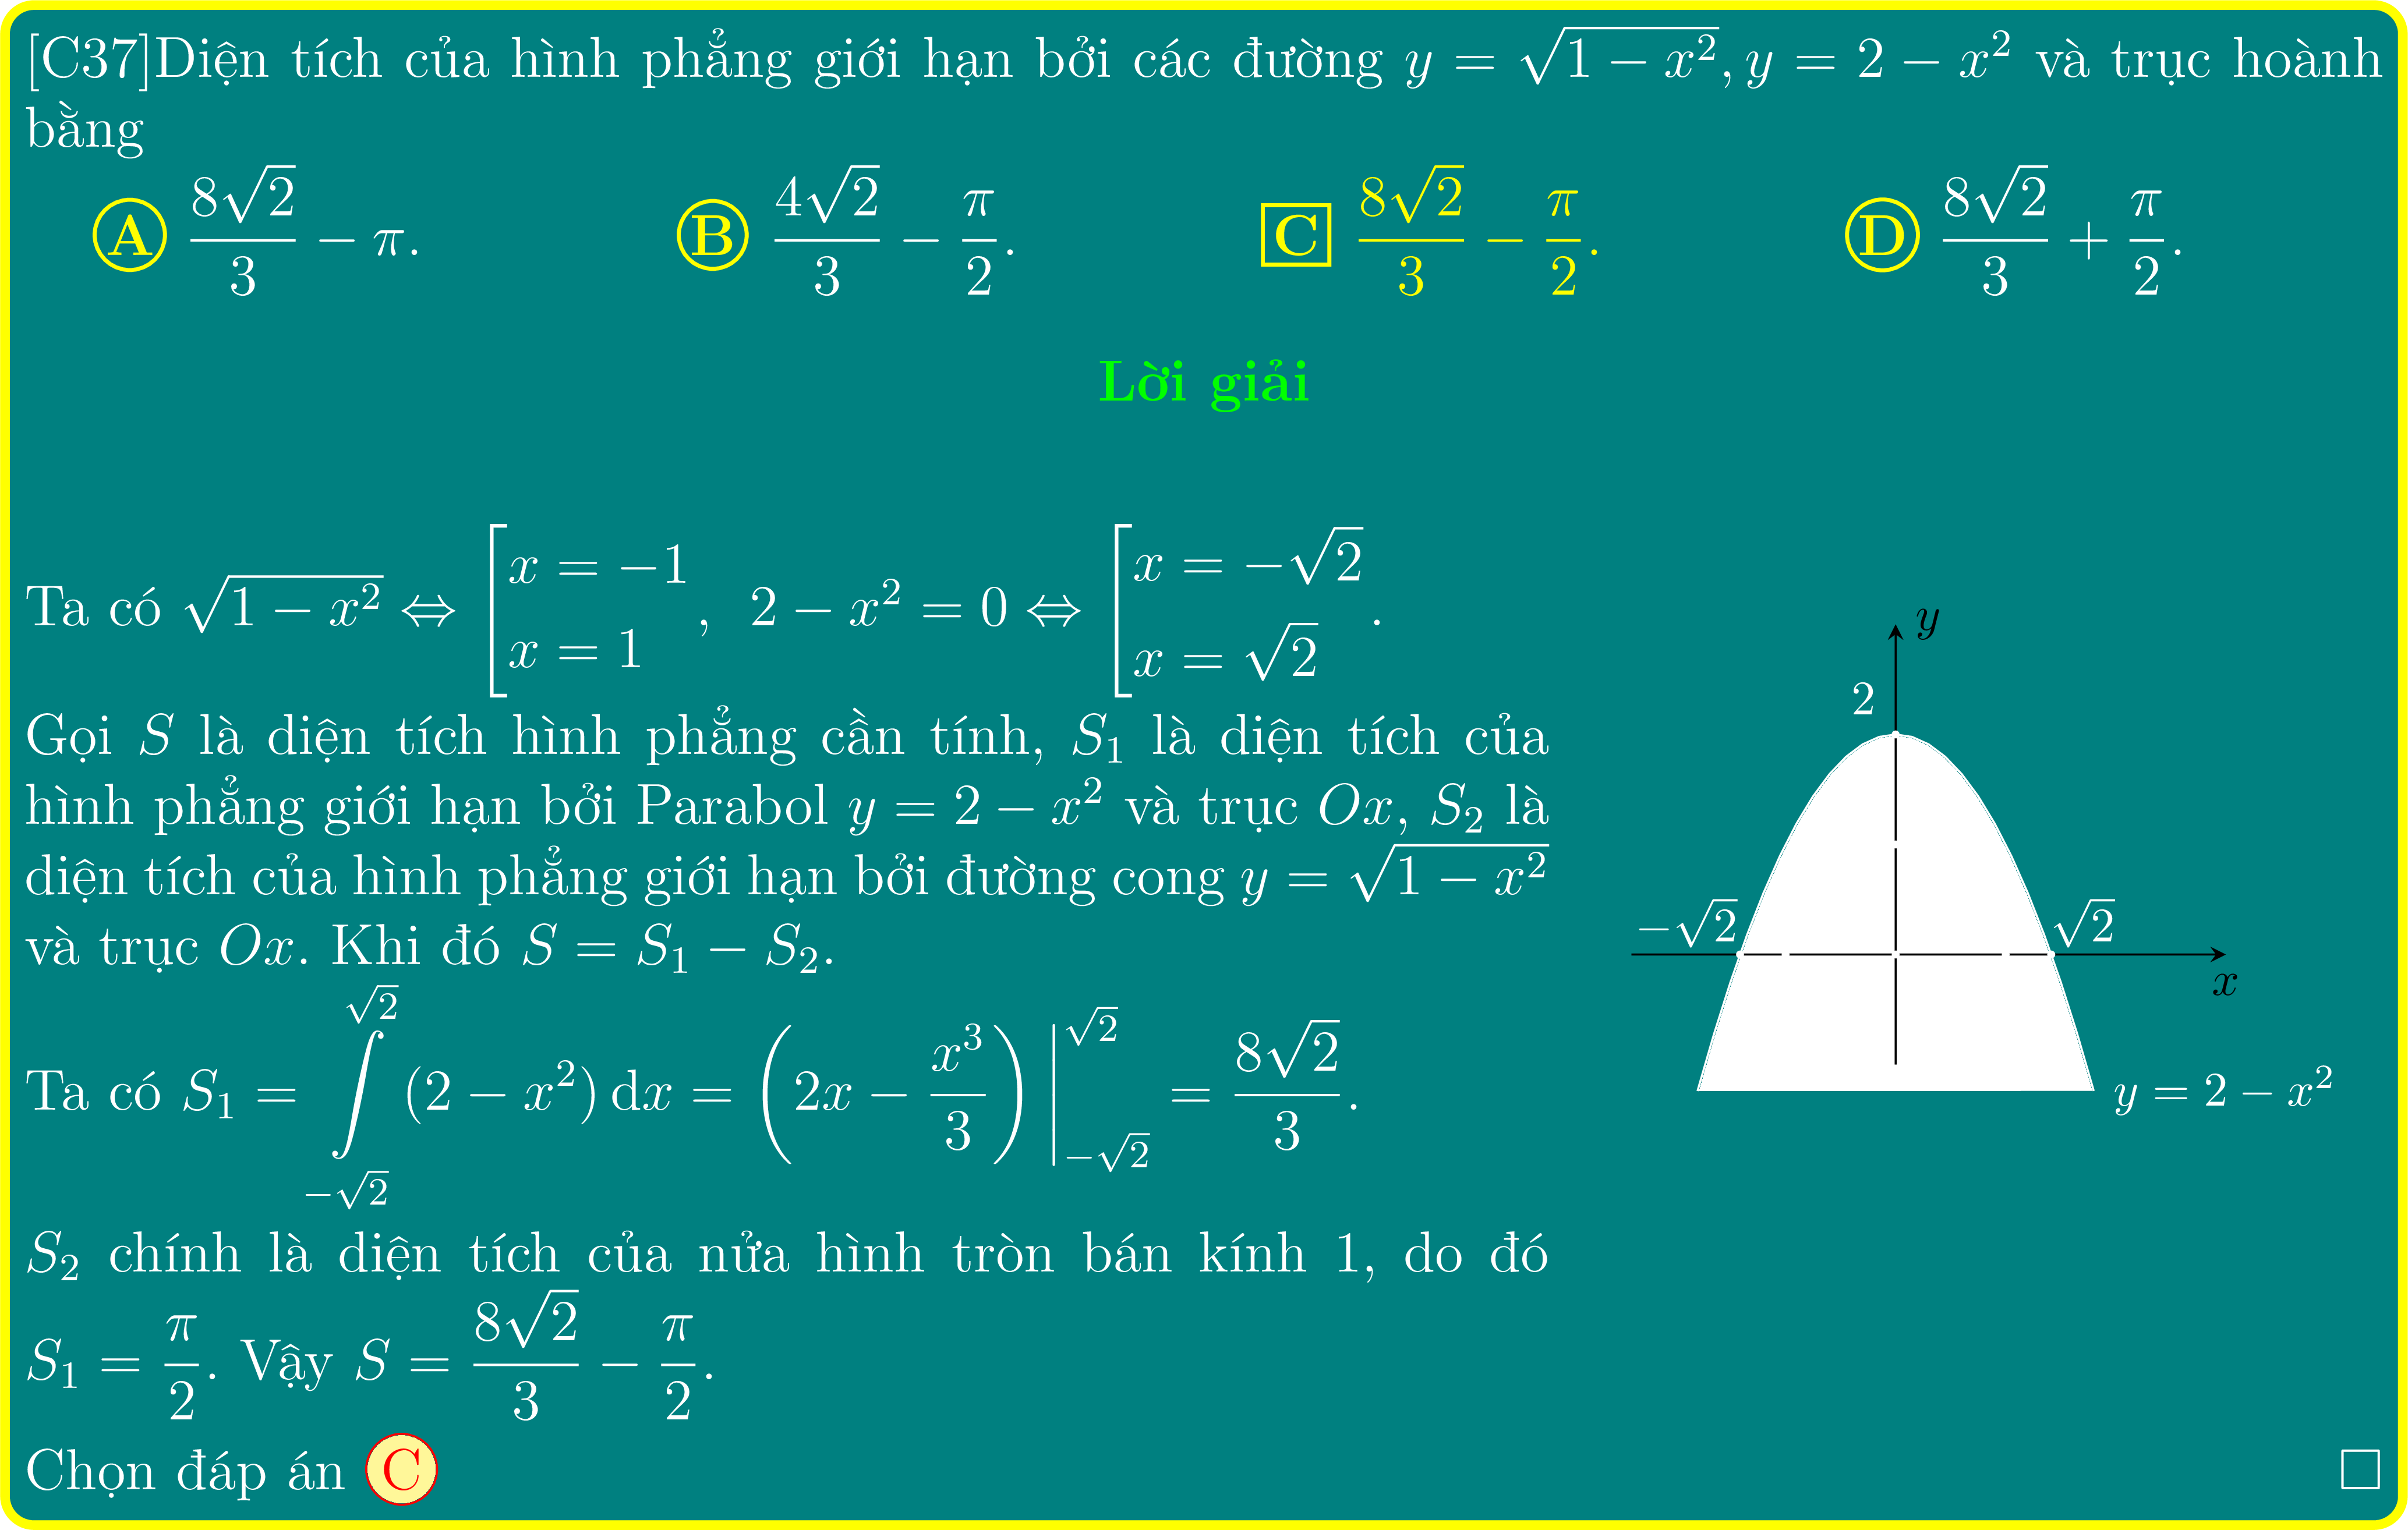 [C37]Diện tích của hình phẳng giới hạn bởi các đường $y = \sqrt{1 - x^2}, y = 2 - x^2$ và trục hoành
bằng
A $\frac{8\sqrt{2}}{3} - \pi$. B $\frac{4\sqrt{2}}{3} - \frac{\pi}{2}$. C $\frac{8\sqrt{2}}{3} - \frac{\pi}{2}$. D $\frac{8\sqrt{2}}{3} + \frac{\pi}{2}$.
Lời giải
Ta có $\sqrt{1 - x^2} \Leftrightarrow \left[\begin{array}{l} x = -1 \\ x = 1 \end{array}\right.$, $2 - x^2 = 0 \Leftrightarrow \left[\begin{array}{l} x = -\sqrt{2} \\ x = \sqrt{2} \end{array}\right.$.
Gọi $S$ là diện tích hình phẳng cần tính, $S_1$ là diện tích của
hình phẳng giới hạn bởi Parabol $y = 2 - x^2$ và trục $Ox$, $S_2$ là
diện tích của hình phẳng giới hạn bởi đường cong $y = \sqrt{1 - x^2}$
và trục $Ox$. Khi đó $S = S_1 - S_2$.
Ta có $S_1 = \int\limits_{-\sqrt{2}}^{\sqrt{2}} (2 - x^2)\,\mathrm{d}x = \left(2x - \frac{x^3}{3}\right)\Big|_{-\sqrt{2}}^{\sqrt{2}} = \frac{8\sqrt{2}}{3}$.
$S_2$ chính là diện tích của nửa hình tròn bán kính 1, do đó
$S_1 = \frac{\pi}{2}$. Vậy $S = \frac{8\sqrt{2}}{3} - \frac{\pi}{2}$.
Chọn đáp án C □
$y$
2
$-\sqrt{2}$ $\sqrt{2}$
$x$
$y = 2 - x^2$